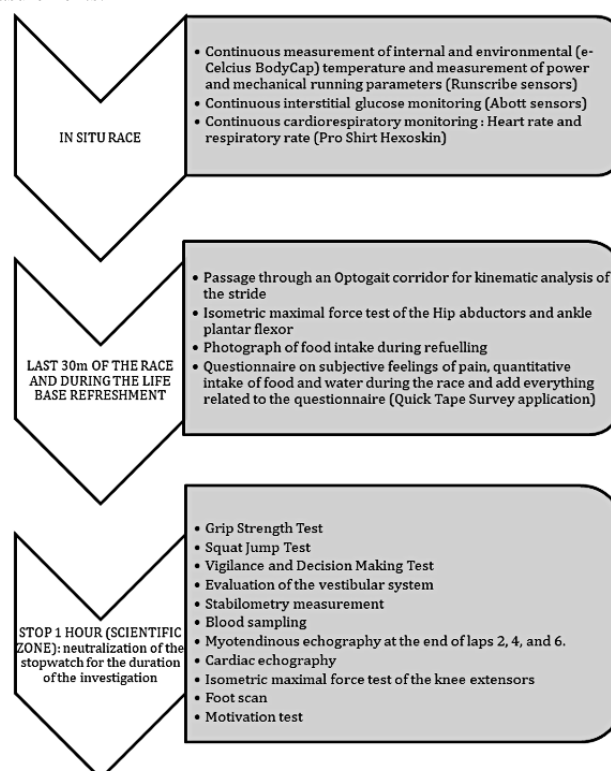 • Continuous measurement of internal and environmental (e-
Celcius BodyCap) temperature and measurement of power
and mechanical running parameters (Runscribe sensors)
• Continuous interstitial glucose monitoring (Abott sensors)
• Continuous cardiorespiratory monitoring : Heart rate and
respiratory rate (Pro Shirt Hexoskin)
IN SITU RACE
• Passage through an Optogait corridor for kinematic analysis of
the stride
• Isometric maximal force test of the Hip abductors and ankle
plantar flexor
• Photograph of food intake during refuelling
• Questionnaire on subjective feelings of pain, quantitative
intake of food and water during the race and add everything
related to the questionnaire (Quick Tape Survey application)
LAST 30m OF THE RACE
AND DURING THE LIFE
BASE REFRESHMENT
• Grip Strength Test
• Squat Jump Test
• Vigilance and Decision Making Test
• Evaluation of the vestibular system
• Stabilometry measurement
• Blood sampling
• Myotendinous echography at the end of laps 2, 4, and 6.
• Cardiac echography
• Isometric maximal force test of the knee extensors
• Foot scan
• Motivation test
STOP 1 HOUR (SCIENTIFIC
ZONE): neutralization of the
stopwatch for the duration
of the investigation